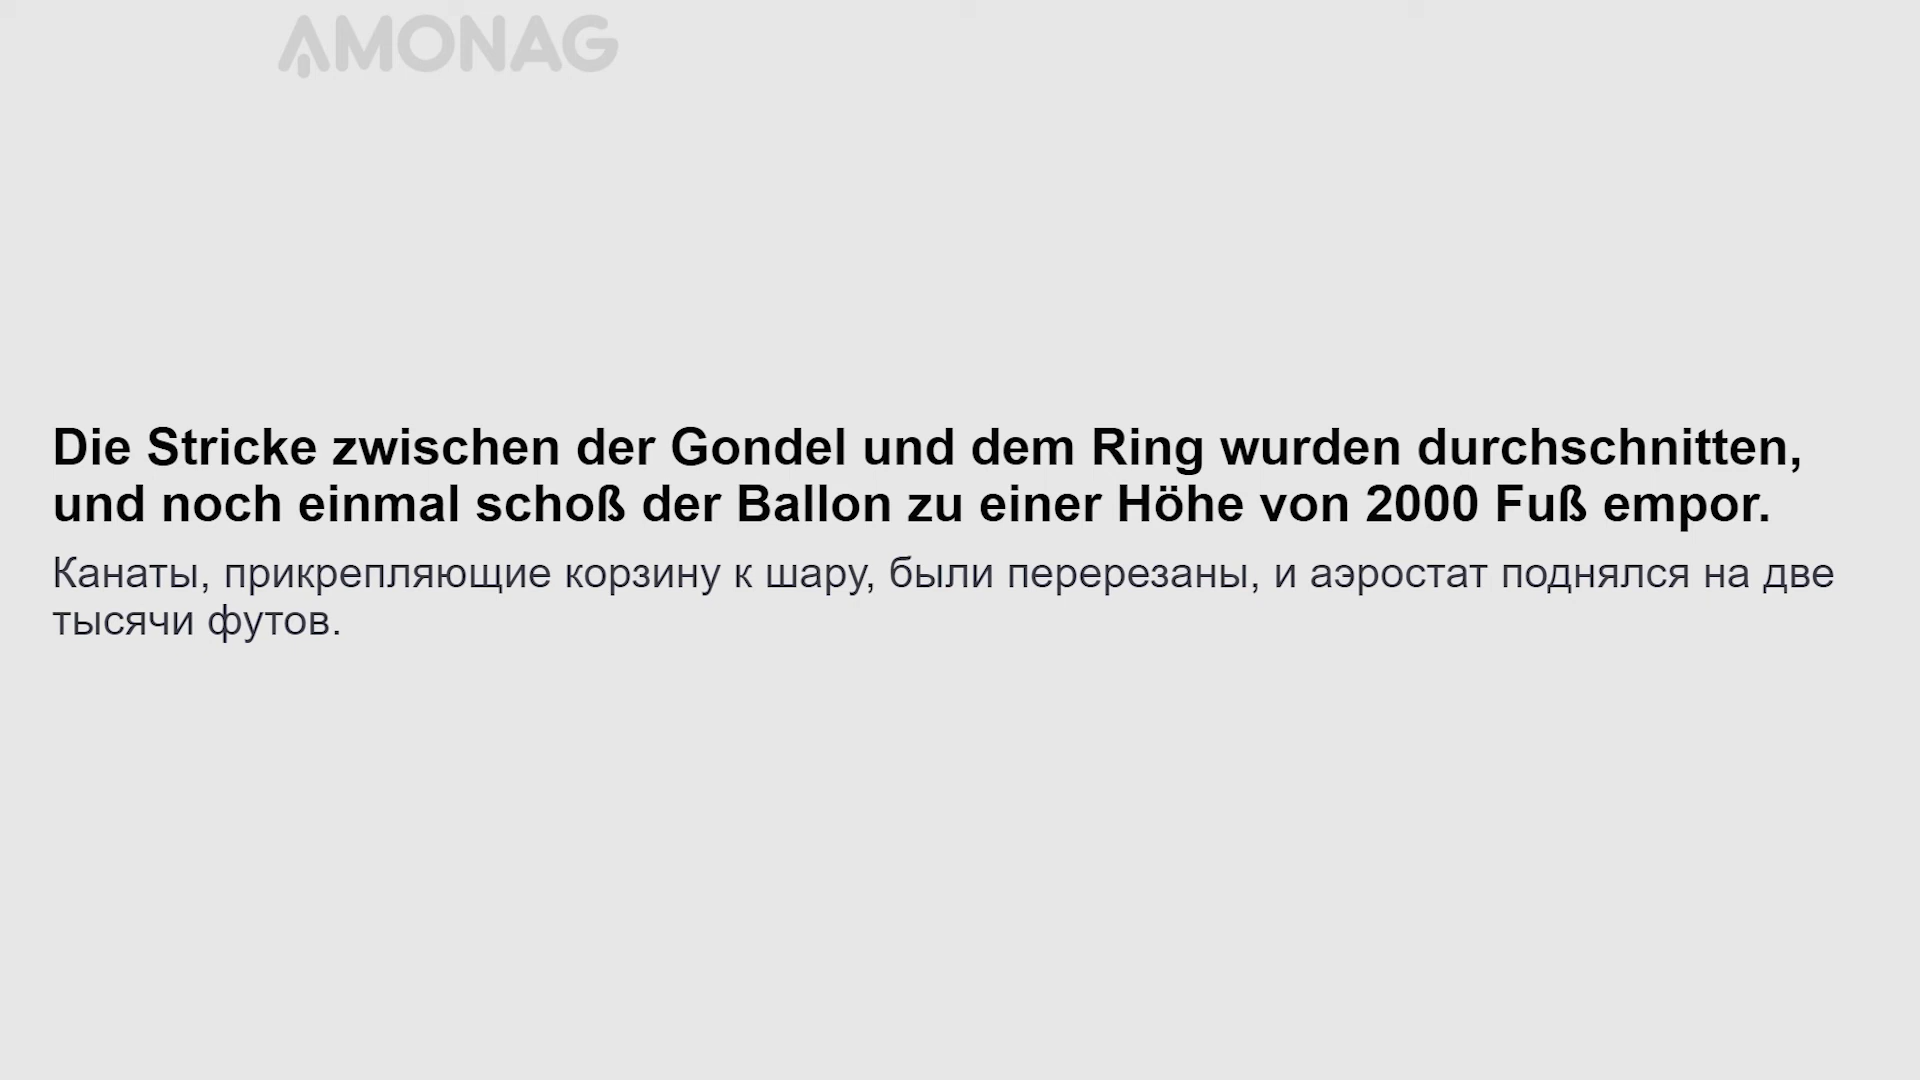 AMONAG
Die Stricke zwischen der Gondel und dem Ring wurden durchschnitten,
und noch einmal schoß der Ballon zu einer Höhe von 2000 Fuß empor.
Канаты, прикрепляющие корзину к шару, были перерезаны, и аэростат поднялся на две
тысячи футов.